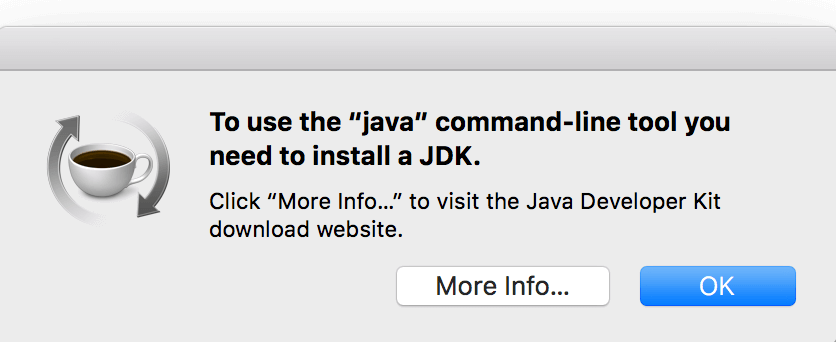 To use the “java” command-line tool you
need to install a JDK.
Click “More Info…” to visit the Java Developer Kit
download website.
More Info…
OK